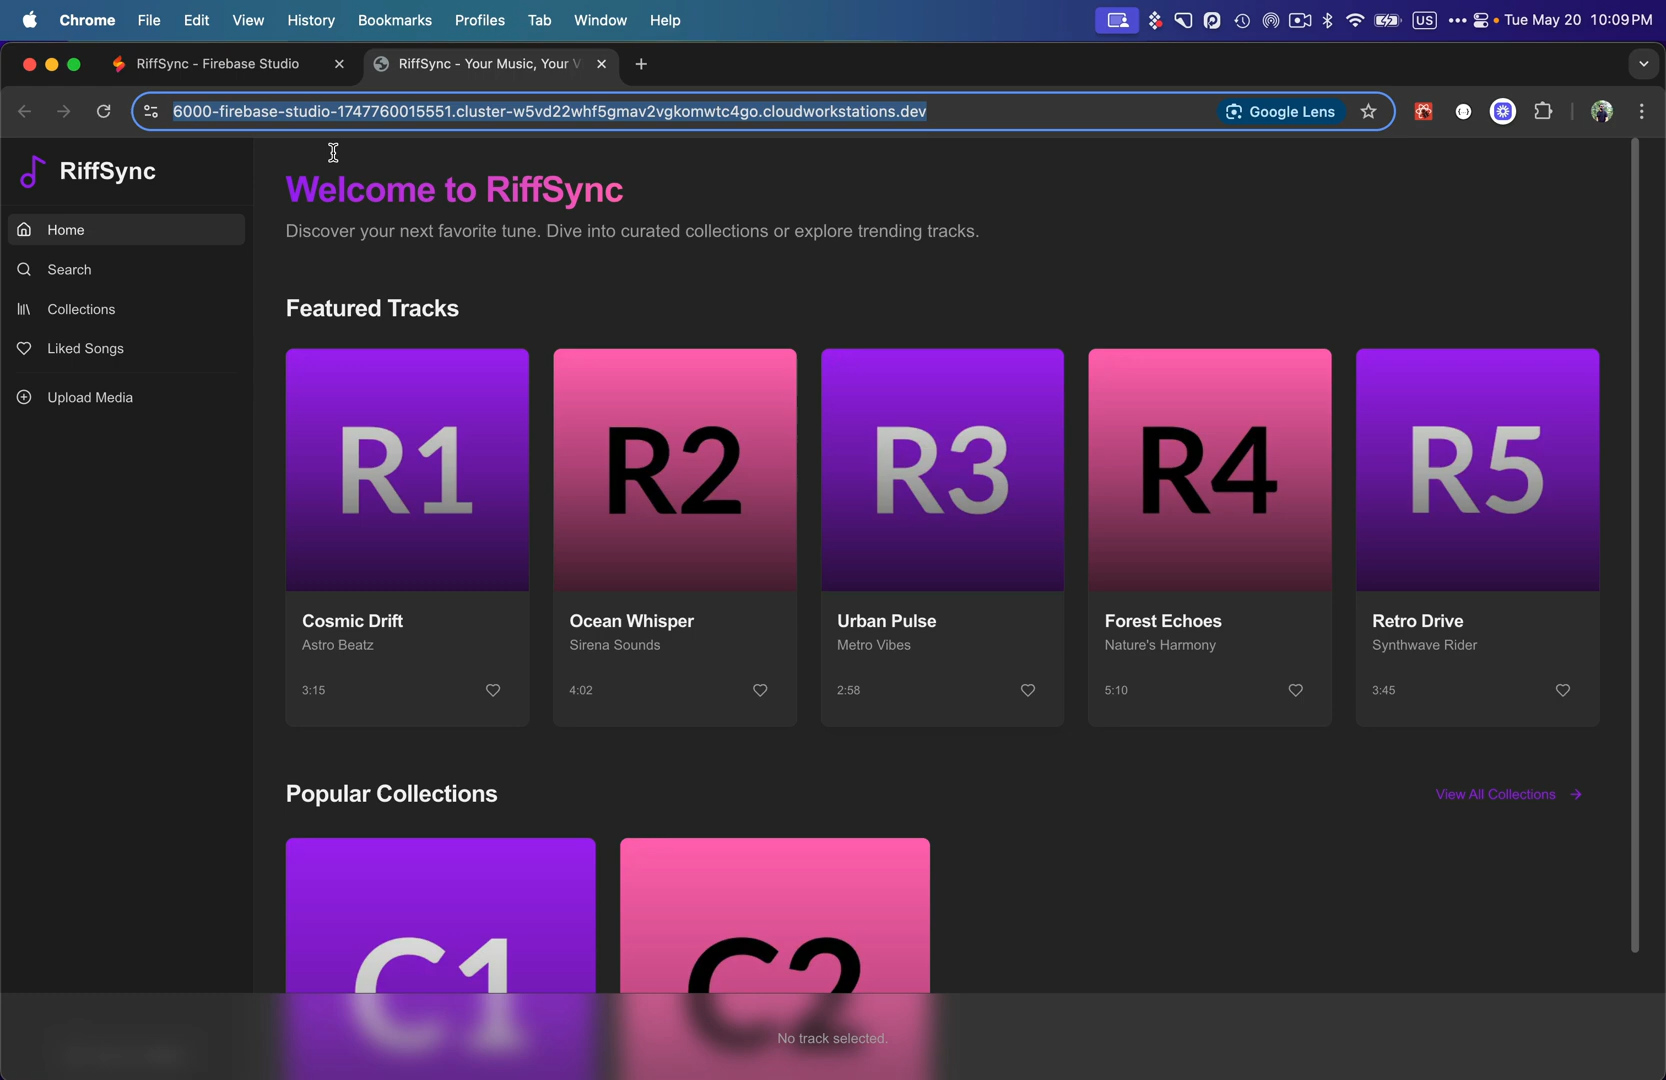 Chrome File Edit View History Bookmarks Profiles Tab Window Help US Tue May 20 10:09 PM
RiffSync - Firebase Studio RiffSync - Your Music, Your V
6000-firebase-studio-1747760015551.cluster-w5vd22whf5gmav2vgkomwtc4go.cloudworkstations.dev Google Lens
RiffSync
Home
Search
Collections
Liked Songs
Upload Media
Welcome to RiffSync
Discover your next favorite tune. Dive into curated collections or explore trending tracks.
Featured Tracks
R1 R2 R3 R4 R5
Cosmic Drift Ocean Whisper Urban Pulse Forest Echoes Retro Drive
Astro Beatz Sirena Sounds Metro Vibes Nature's Harmony Synthwave Rider
3:15 4:02 2:58 5:10 3:45
Popular Collections View All Collections
C1 C2
No track selected.